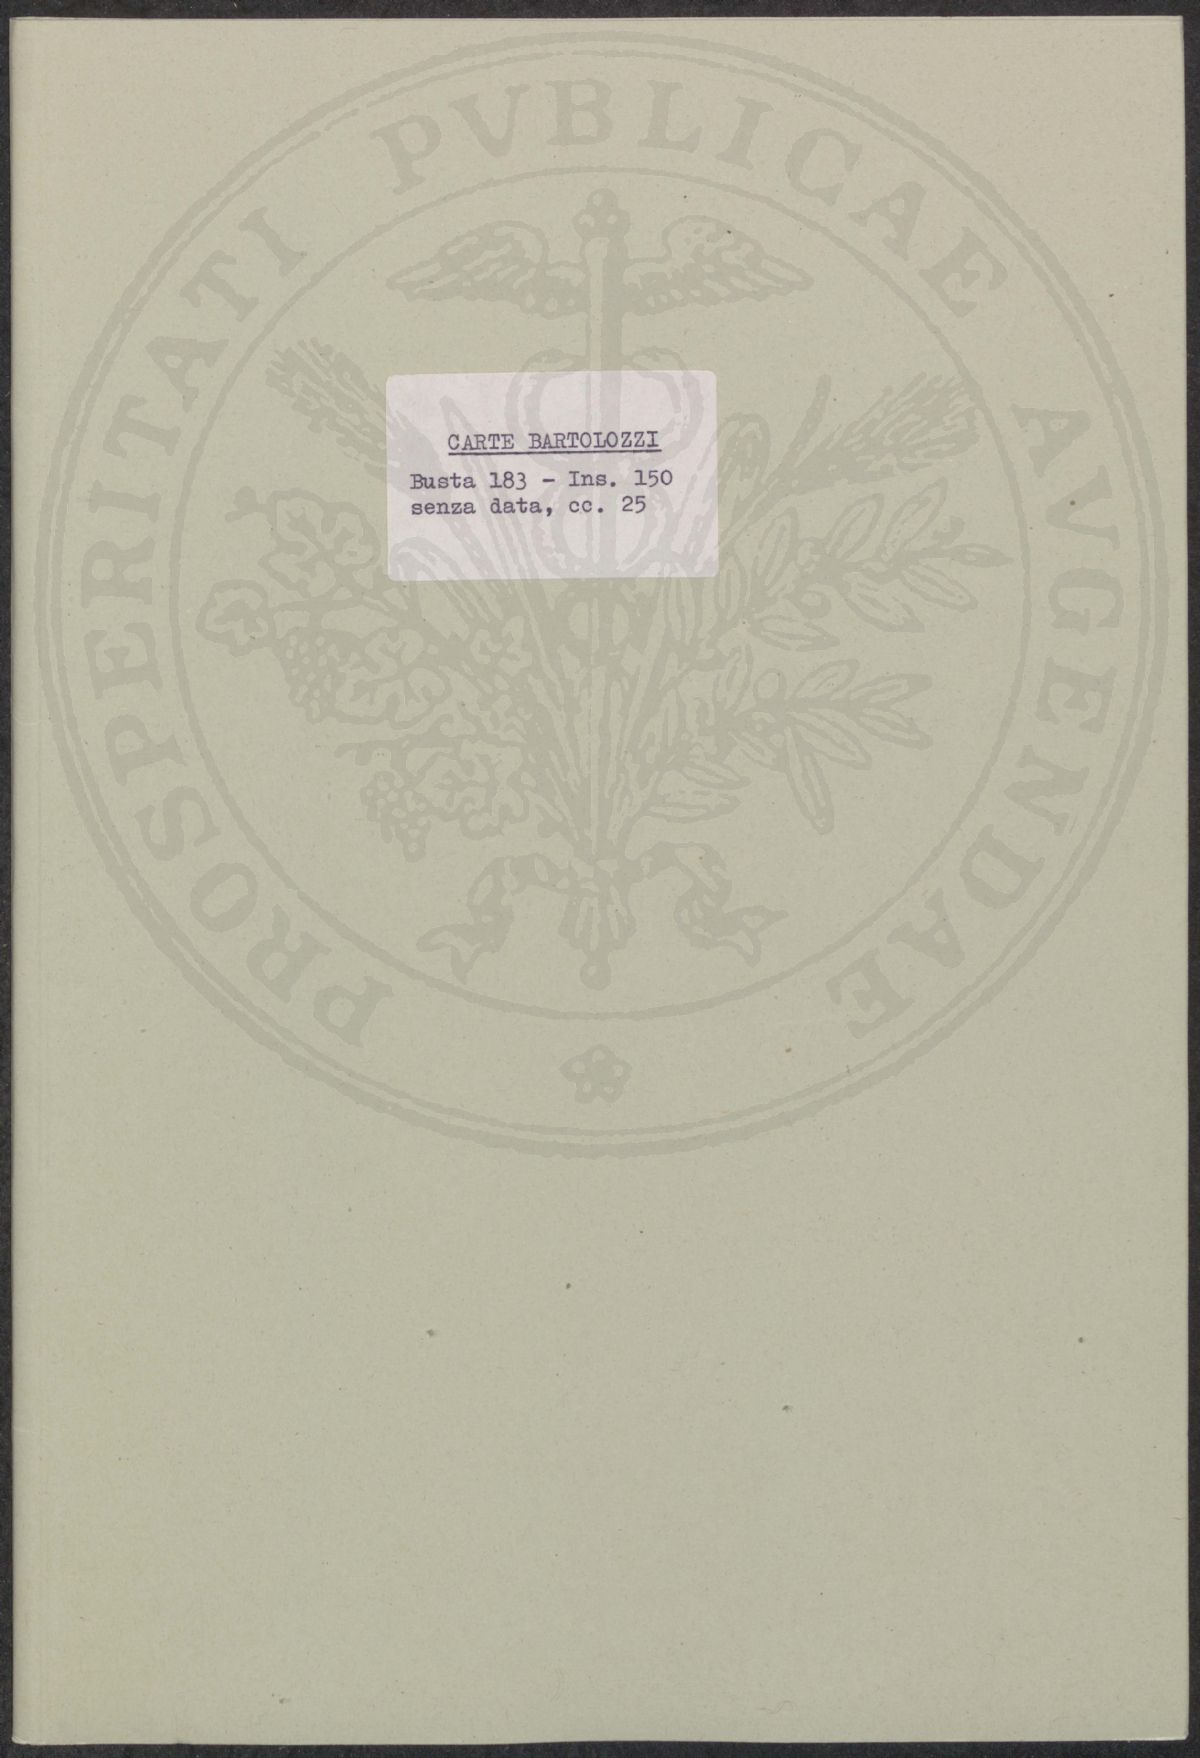 PROSPERITATI PVBLICAE AVGENDAE
CARTE BARTOLOZZI
Busta 183 - Ins. 150
senza data, cc. 25